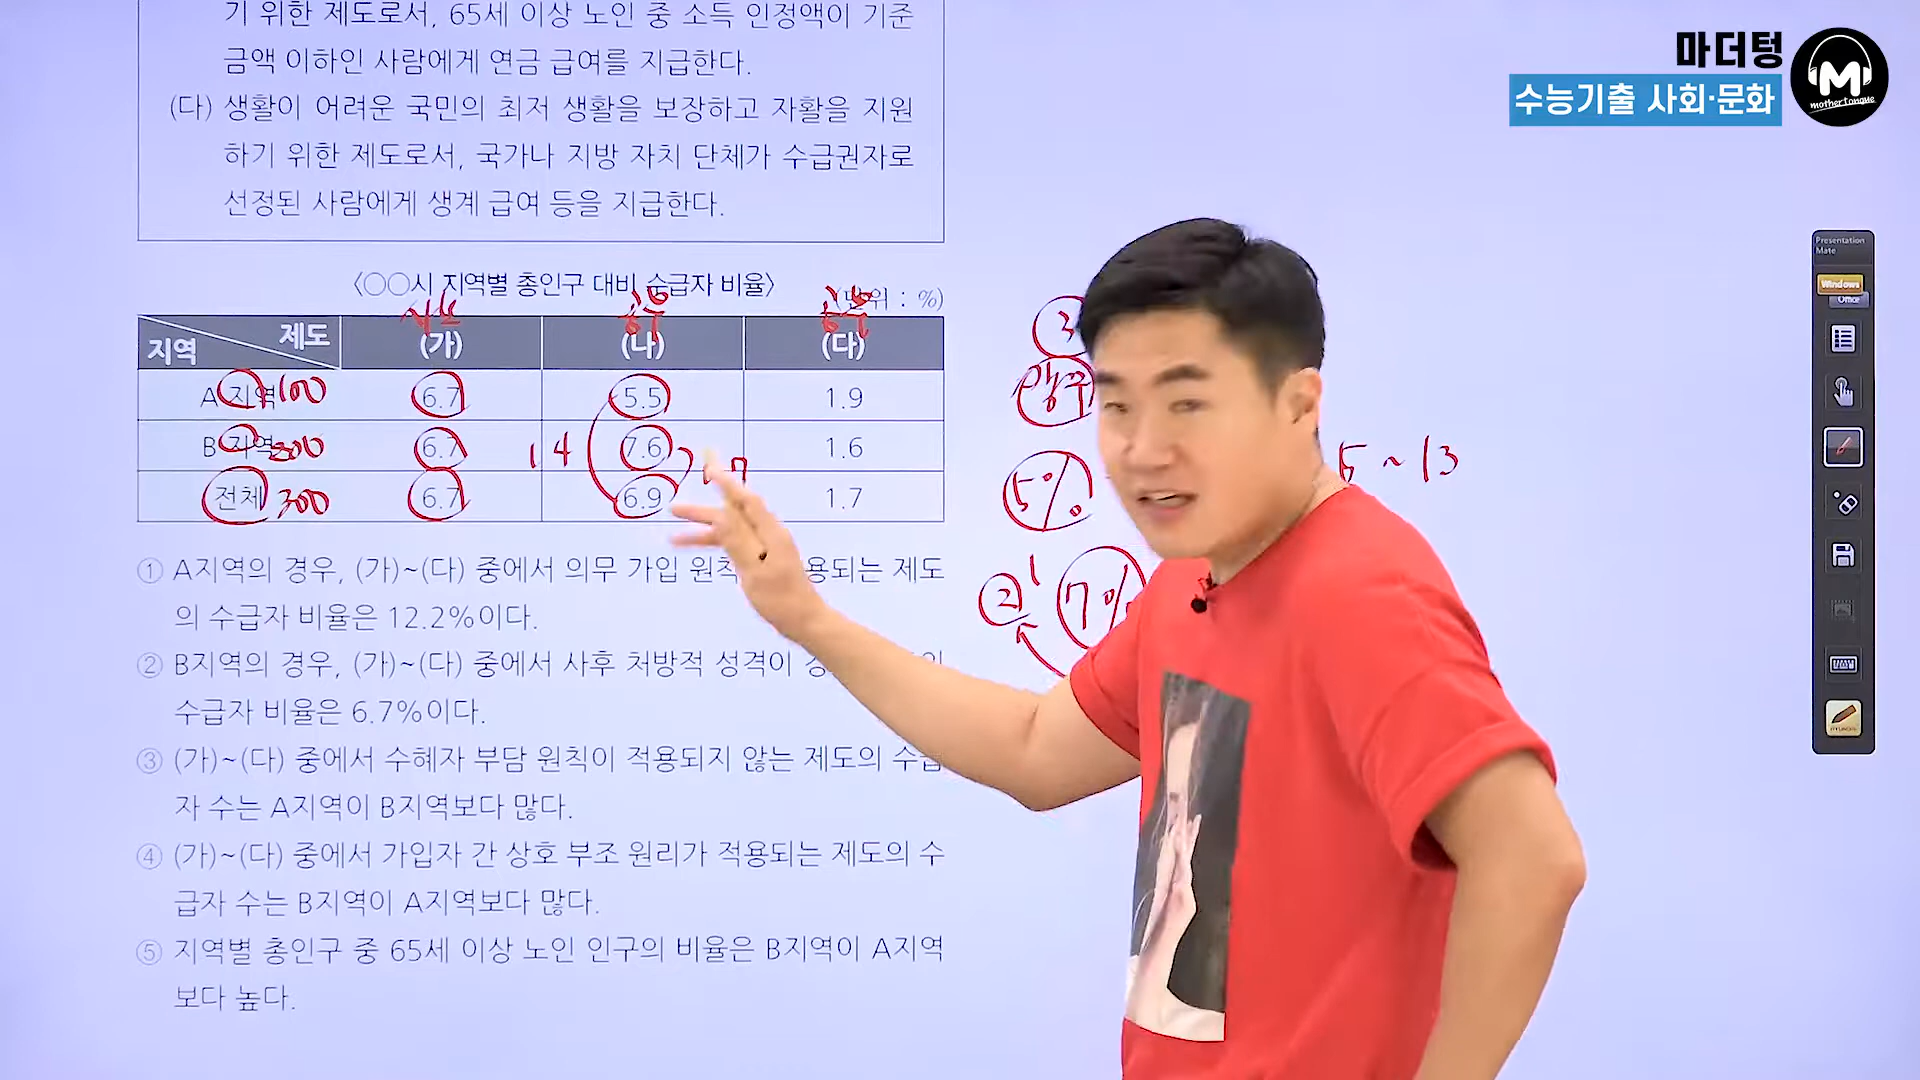 기 위한 제도로서, 65세 이상 노인 중 소득 인정액이 기준
금액 이하인 사람에게 연금 급여를 지급한다.
(다) 생활이 어려운 국민의 최저 생활을 보장하고 자활을 지원
하기 위한 제도로서, 국가나 지방 자치 단체가 수급권자로
선정된 사람에게 생계 급여 등을 지급한다.
마더텅
수능기출 사회·문화
M
mothertongue
Presentation Mate
Windows
Office
〈○○시 지역별 총인구 대비 수급자 비율〉
(단위 : %)
사보 공부 공부
지역 제도 (가) (나) (다)
A 지역 100 6.7 5.5 1.9
B 지역 200 6.7 14 7.6 1.6
전체 300 6.7 6.9 1.7
3
5%
5 ~ 13
2 1 7%
① A지역의 경우, (가)~(다) 중에서 의무 가입 원칙 용되는 제도
의 수급자 비율은 12.2%이다.
② B지역의 경우, (가)~(다) 중에서 사후 처방적 성격이
수급자 비율은 6.7%이다.
③ (가)~(다) 중에서 수혜자 부담 원칙이 적용되지 않는 제도의 수급
자 수는 A지역이 B지역보다 많다.
④ (가)~(다) 중에서 가입자 간 상호 부조 원리가 적용되는 제도의 수
급자 수는 B지역이 A지역보다 많다.
⑤ 지역별 총인구 중 65세 이상 노인 인구의 비율은 B지역이 A지역
보다 높다.